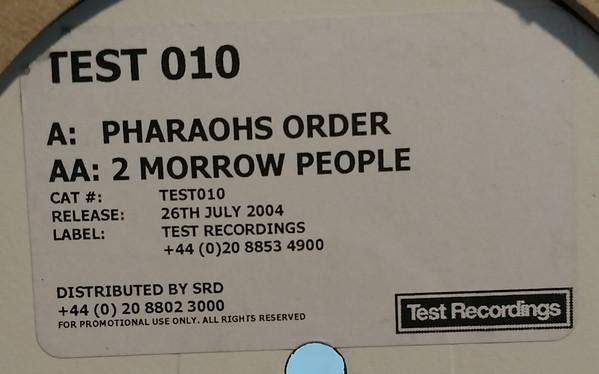 TEST 010
A: PHARAOHS ORDER
AA: 2 MORROW PEOPLE
CAT #: TEST010
RELEASE: 26TH JULY 2004
LABEL: TEST RECORDINGS
+44 (0)20 8853 4900
DISTRIBUTED BY SRD
+44 (0) 20 8802 3000
FOR PROMOTIONAL USE ONLY. ALL RIGHTS RESERVED
Test Recordings